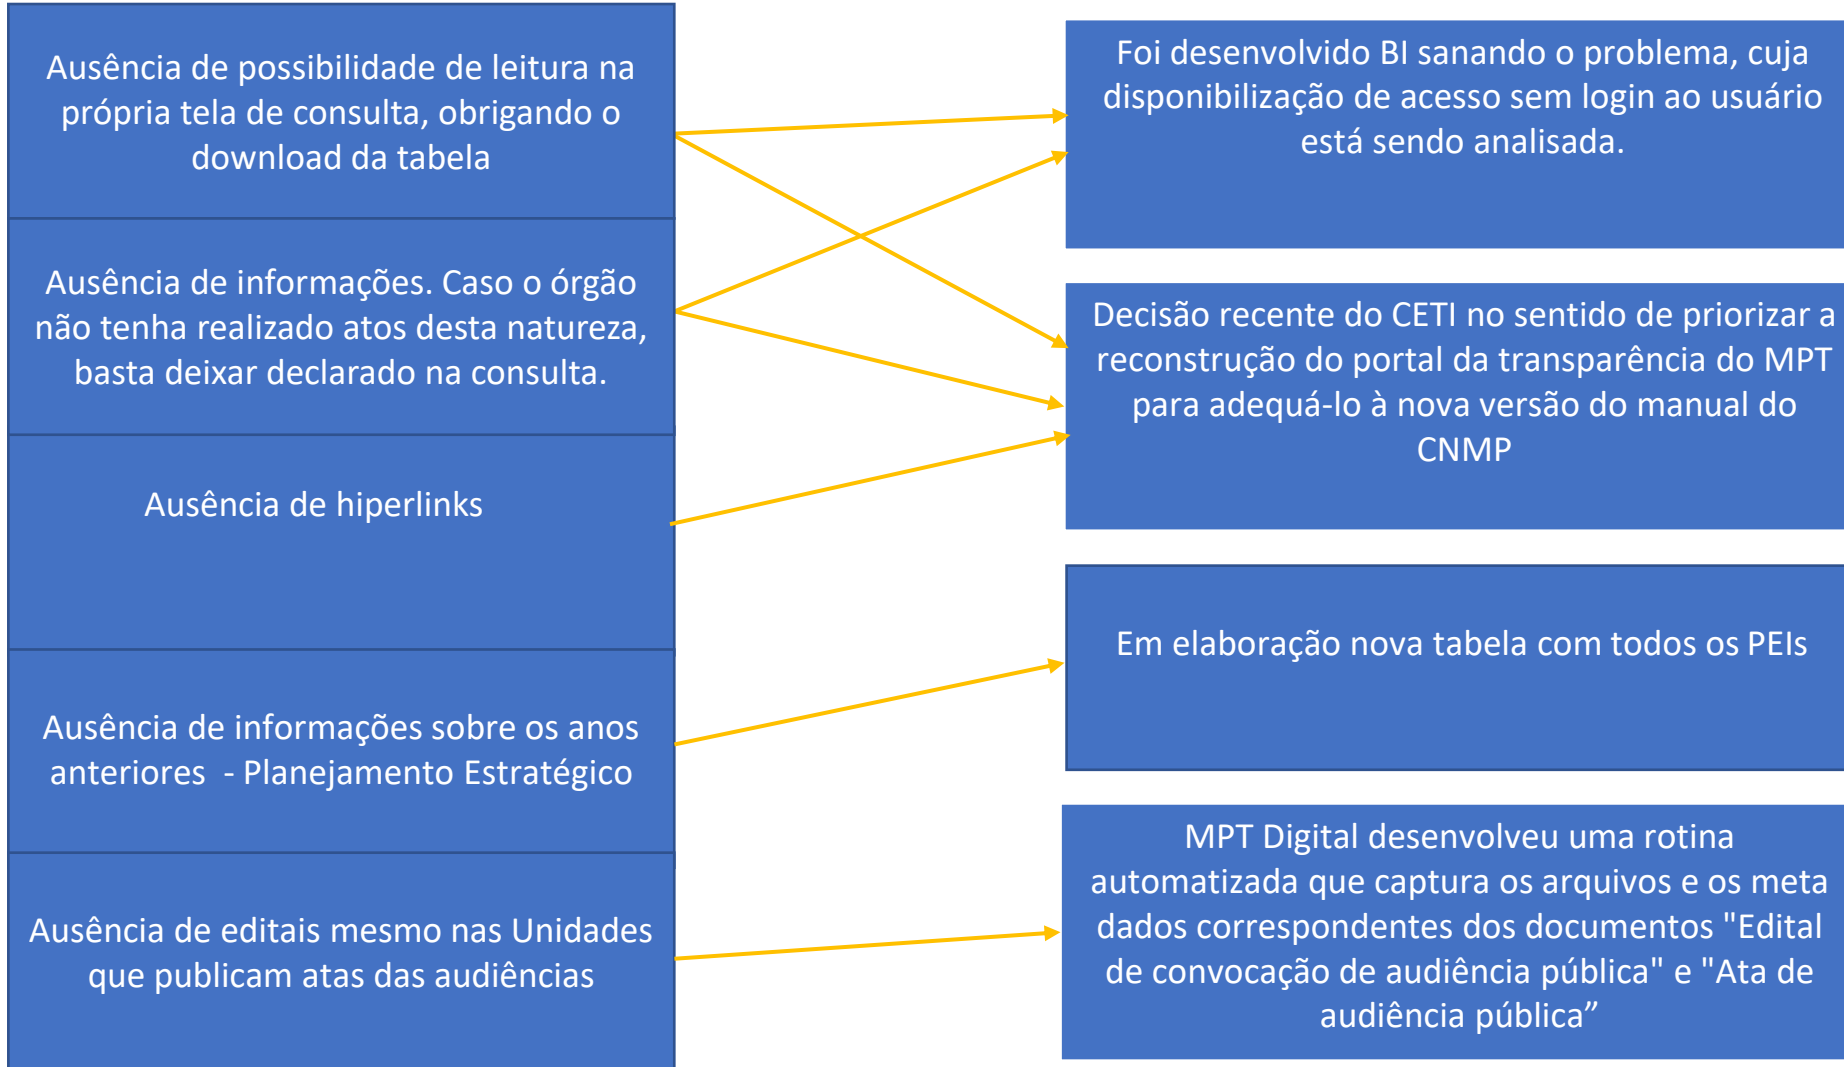 Ausência de possibilidade de leitura na
própria tela de consulta, obrigando o
download da tabela
Ausência de informações. Caso o órgão
não tenha realizado atos desta natureza,
basta deixar declarado na consulta.
Ausência de hiperlinks
Ausência de informações sobre os anos
anteriores  - Planejamento Estratégico
Ausência de editais mesmo nas Unidades
que publicam atas das audiências
Foi desenvolvido BI sanando o problema, cuja
disponibilização de acesso sem login ao usuário
está sendo analisada.
Decisão recente do CETI no sentido de priorizar a
reconstrução do portal da transparência do MPT
para adequá-lo à nova versão do manual do
CNMP
Em elaboração nova tabela com todos os PEIs
MPT Digital desenvolveu uma rotina
automatizada que captura os arquivos e os meta
dados correspondentes dos documentos "Edital
de convocação de audiência pública" e "Ata de
audiência pública”